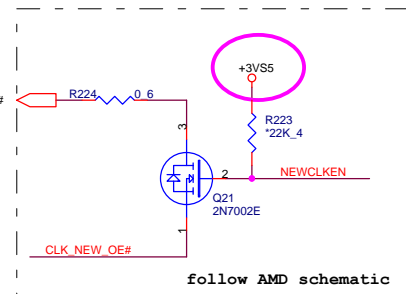 +3VS5
#
R224
0_6
R223
*22K_4
3
2
NEWCLKEN
Q21
2N7002E
1
CLK_NEW_OE#
follow AMD schematic